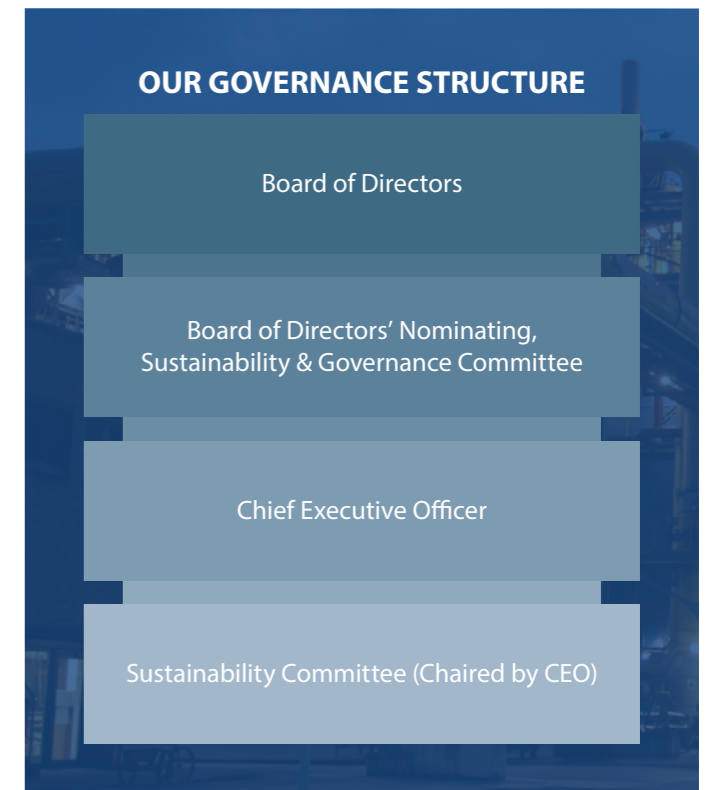 OUR GOVERNANCE STRUCTURE
Board of Directors
Board of Directors’ Nominating,
Sustainability & Governance Committee
Chief Executive Officer
Sustainability Committee (Chaired by CEO)